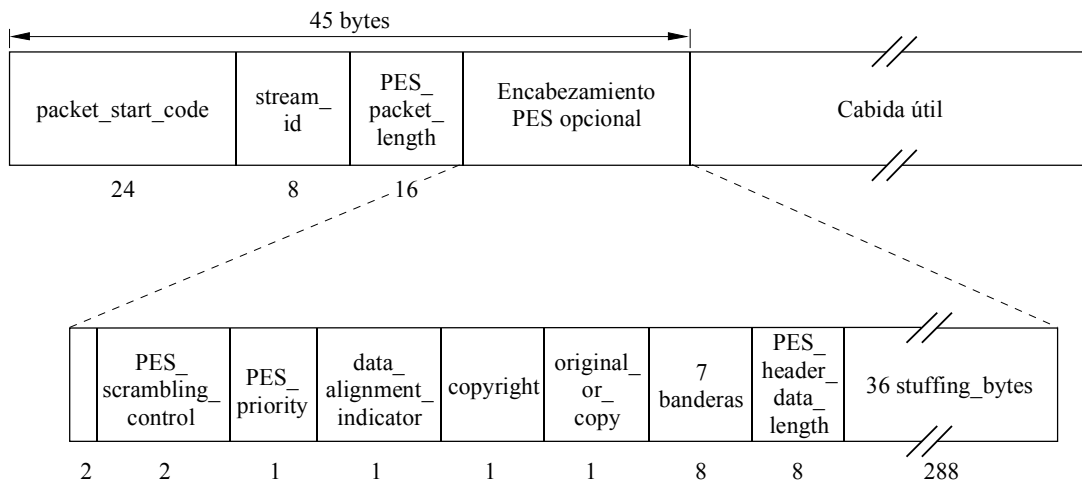 45 bytes
packet_start_code
stream_
id
PES_
packet_
length
Encabezamiento
PES opcional
Cabida útil
24
8
16
PES_
scrambling_
control
PES_
priority
data_
alignment_
indicator
copyright
original_
or_
copy
7
banderas
PES_
header_
data_
length
36 stuffing_bytes
2
2
1
1
1
1
8
8
288